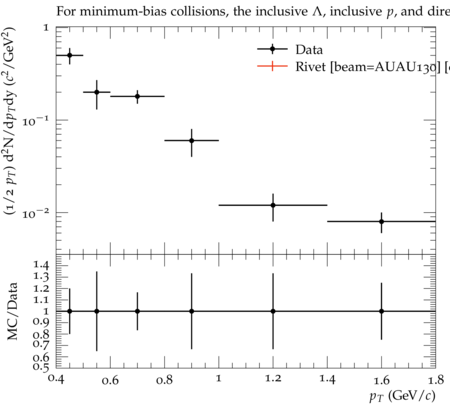 For minimum-bias collisions, the inclusive Λ, inclusive p, and dire
1
10⁻¹
10⁻²
(1/2 p_T) d²N/dp_Tdy (c²/GeV²)
Data
Rivet [beam=AUAU130] [
1.4
1.3
1.2
1.1
1
0.9
0.8
0.7
0.6
0.5
MC/Data
0.4 0.6 0.8 1 1.2 1.4 1.6 1.8
p_T (GeV/c)